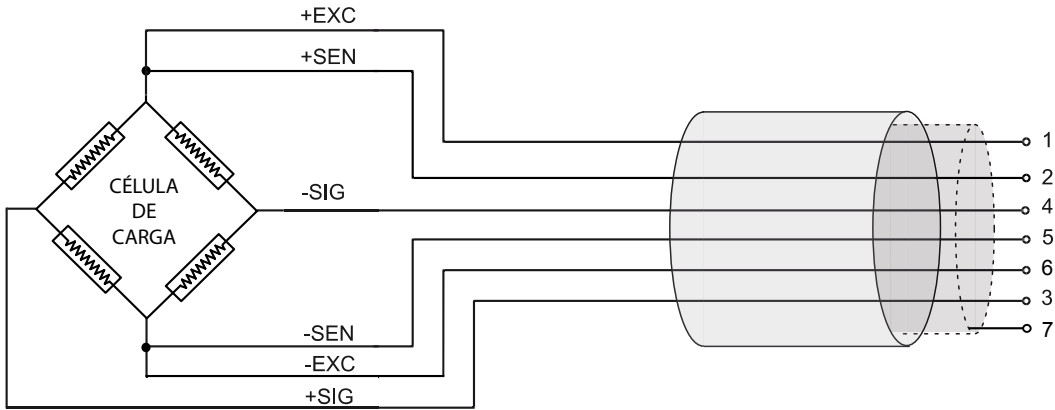 +EXC
+SEN
1
2
CÉLULA
DE
CARGA
-SIG
4
5
6
3
7
-SEN
-EXC
+SIG